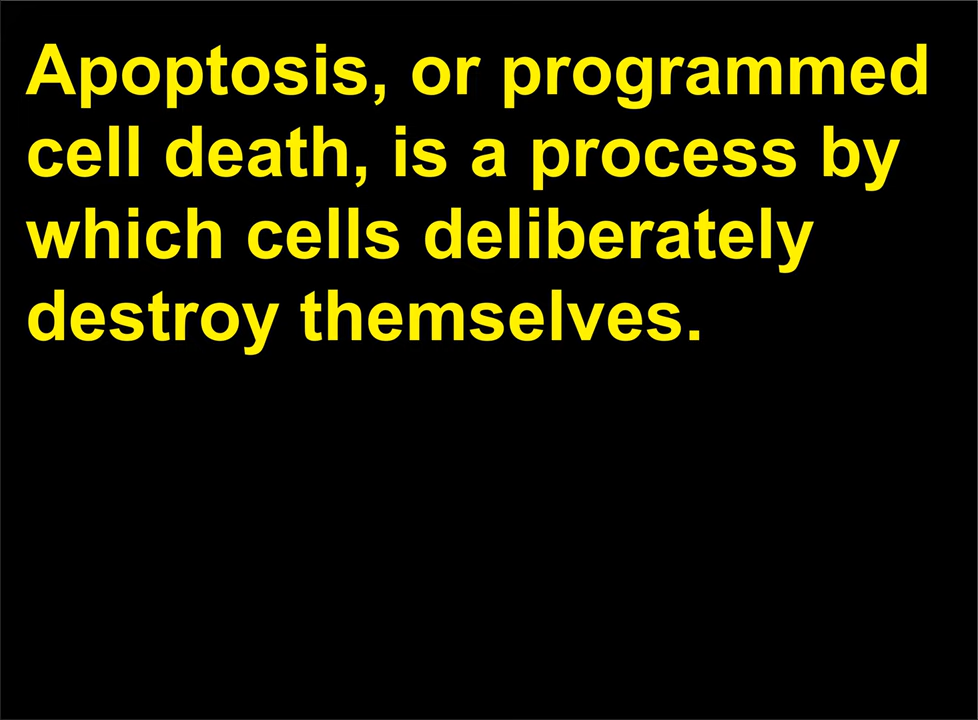 Apoptosis, or programmed
cell death, is a process by
which cells deliberately
destroy themselves.